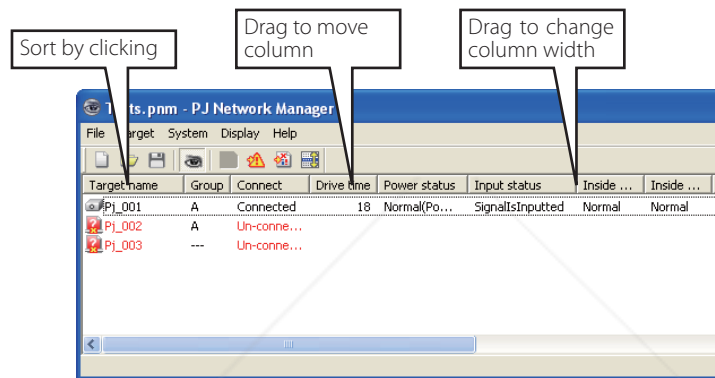 Sort by clicking
Drag to move
column
Drag to change
column width
ts.pnm - PJ Network Manager
File Target System Display Help
Target name Group Connect Drive time Power status Input status Inside ... Inside ...
Pj_001 A Connected 18 Normal(Po... SignalIsInputted Normal Normal
Pj_002 A Un-conne...
Pj_003 --- Un-conne...